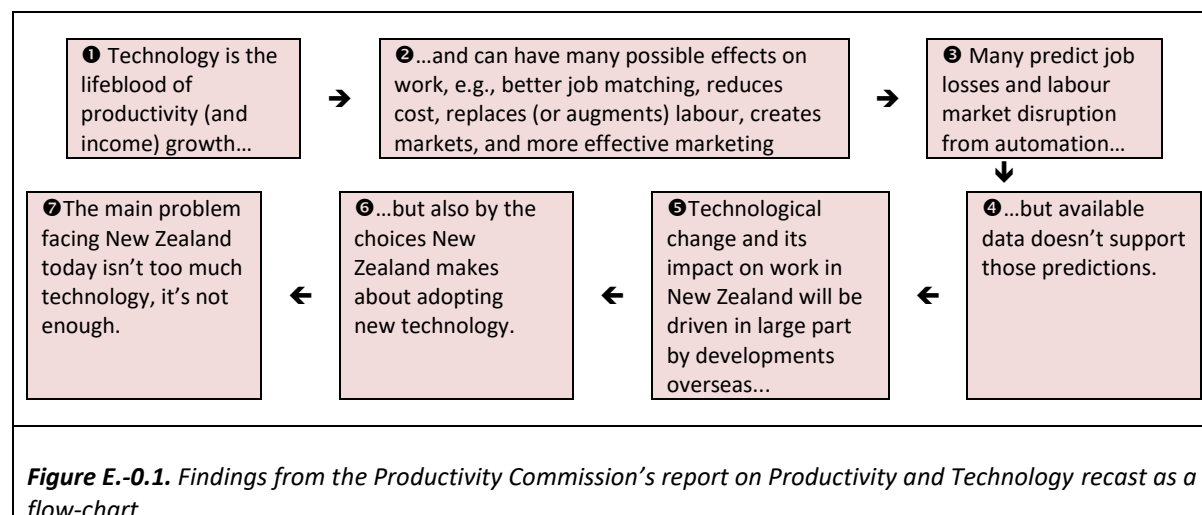 ❶ Technology is the
lifeblood of
productivity (and
income) growth…
➔
❷…and can have many possible effects on
work, e.g., better job matching, reduces
cost, replaces (or augments) labour, creates
markets, and more effective marketing
➔
❸ Many predict job
losses and labour
market disruption
from automation…
❹…but available
data doesn’t support
those predictions.
❺Technological
change and its
impact on work in
New Zealand will be
driven in large part
by developments
overseas...
❻…but also by the
choices New
Zealand makes
about adopting
new technology.
❼The main problem
facing New Zealand
today isn’t too much
technology, it’s not
enough.
Figure E.-0.1. Findings from the Productivity Commission’s report on Productivity and Technology recast as a
flow-chart